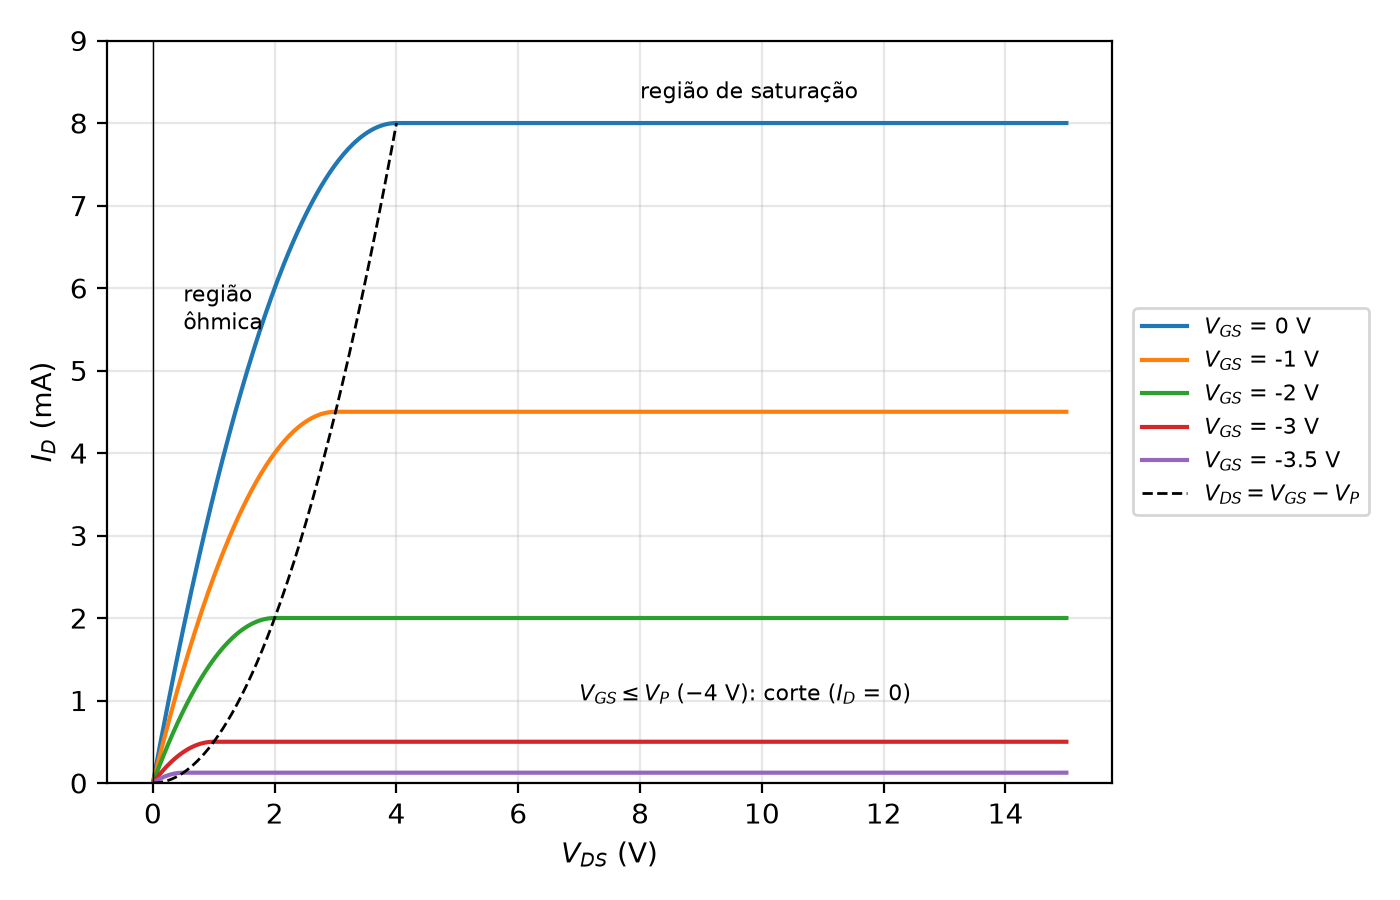 9
8
7
6
5
4
3
2
1
0
I_D (mA)
região de saturação
região
ôhmica
V_GS ≤ V_P (−4 V): corte (I_D = 0)
0 2 4 6 8 10 12 14
V_DS (V)
V_GS = 0 V
V_GS = -1 V
V_GS = -2 V
V_GS = -3 V
V_GS = -3.5 V
V_DS = V_GS − V_P